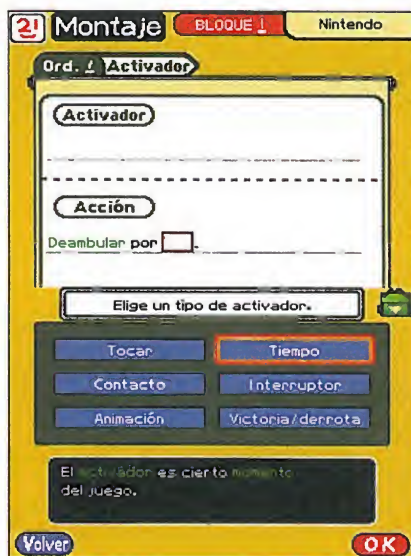 2! Montaje BLOQUE 1 Nintendo
Ord. 1 Activador
Activador
Acción
Deambular por .
Elige un tipo de activador.
Tocar Tiempo
Contacto Interruptor
Animación Victoria/derrota
El activador es cierto momento
del juego.
Volver OK